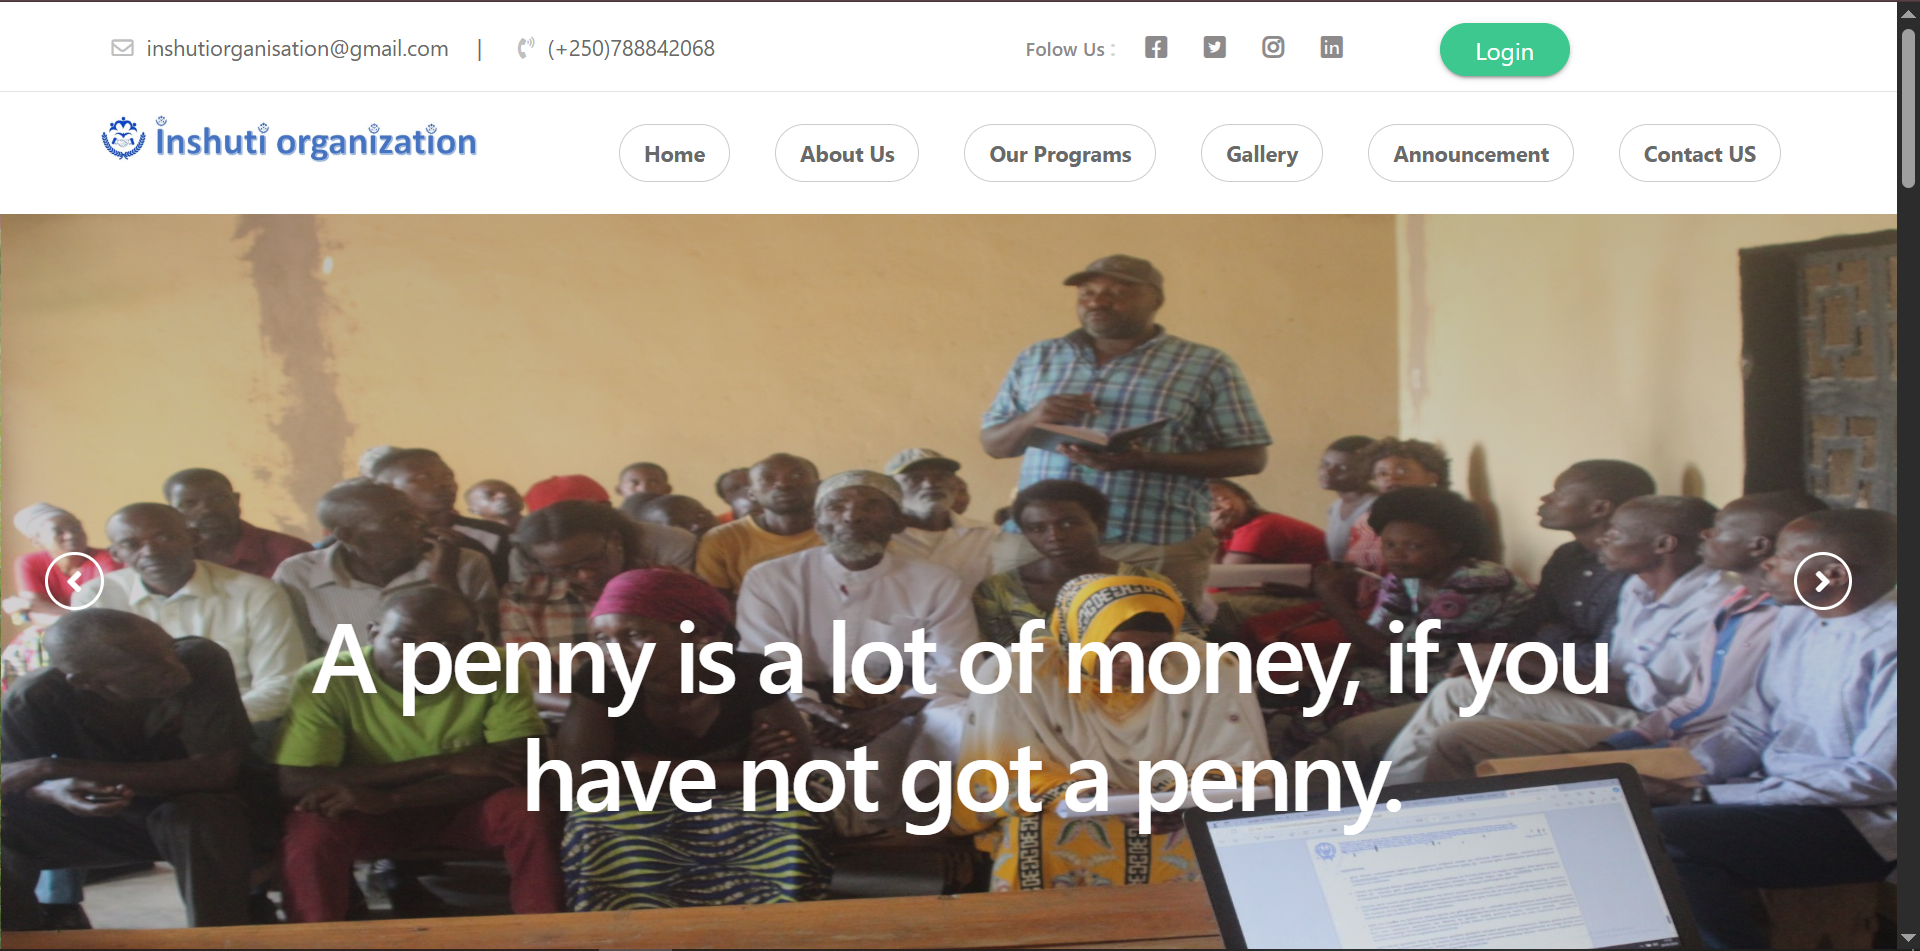 inshutiorganisation@gmail.com | (+250)788842068 Folow Us : Login
inshuti organization Home About Us Our Programs Gallery Announcement Contact US
A penny is a lot of money, if you
have not got a penny.